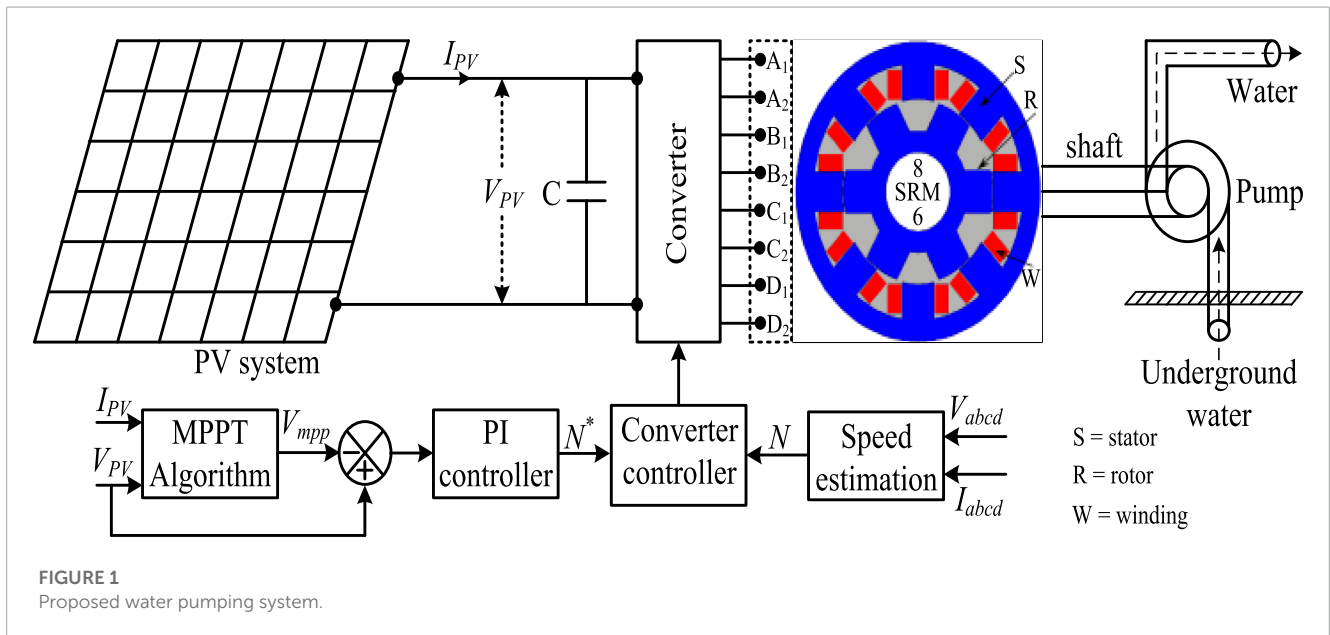 I_PV
V_PV
C
Converter
A₁
A₂
B₁
B₂
C₁
C₂
D₁
D₂
8
SRM
6
S
R
W
shaft
Water
Pump
Underground
water
PV system
I_PV
V_PV
MPPT
Algorithm
V_mpp
−
+
PI
controller
N*
Converter
controller
N
Speed
estimation
V_abcd
I_abcd
S = stator
R = rotor
W = winding
FIGURE 1
Proposed water pumping system.